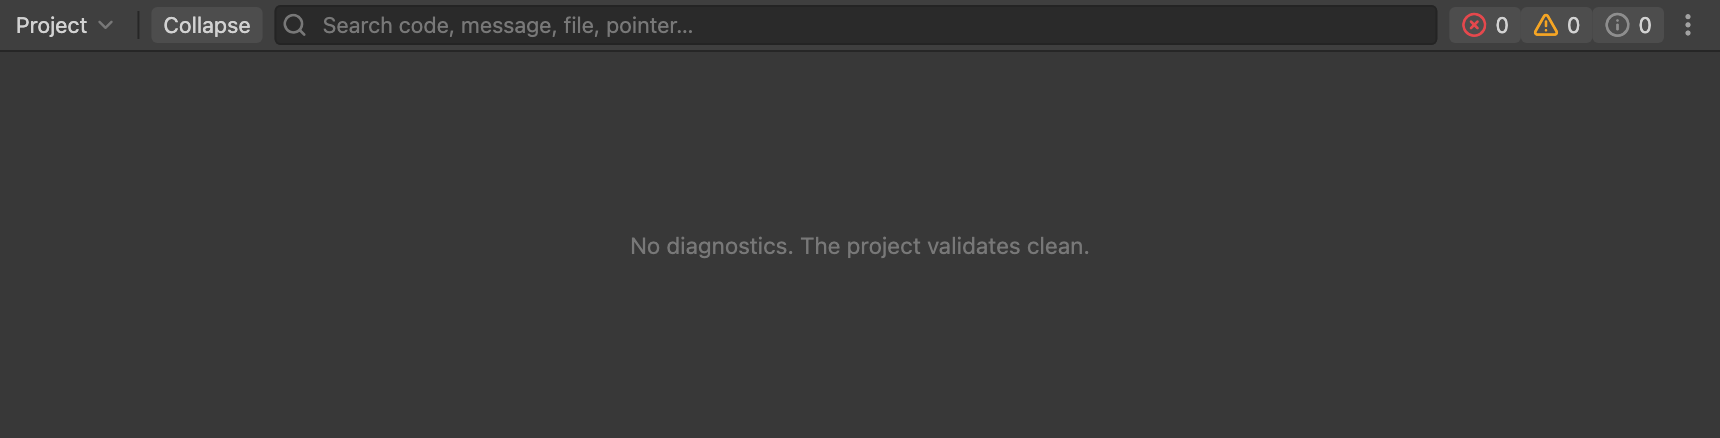 Project Collapse Search code, message, file, pointer... 0 0 0
No diagnostics. The project validates clean.